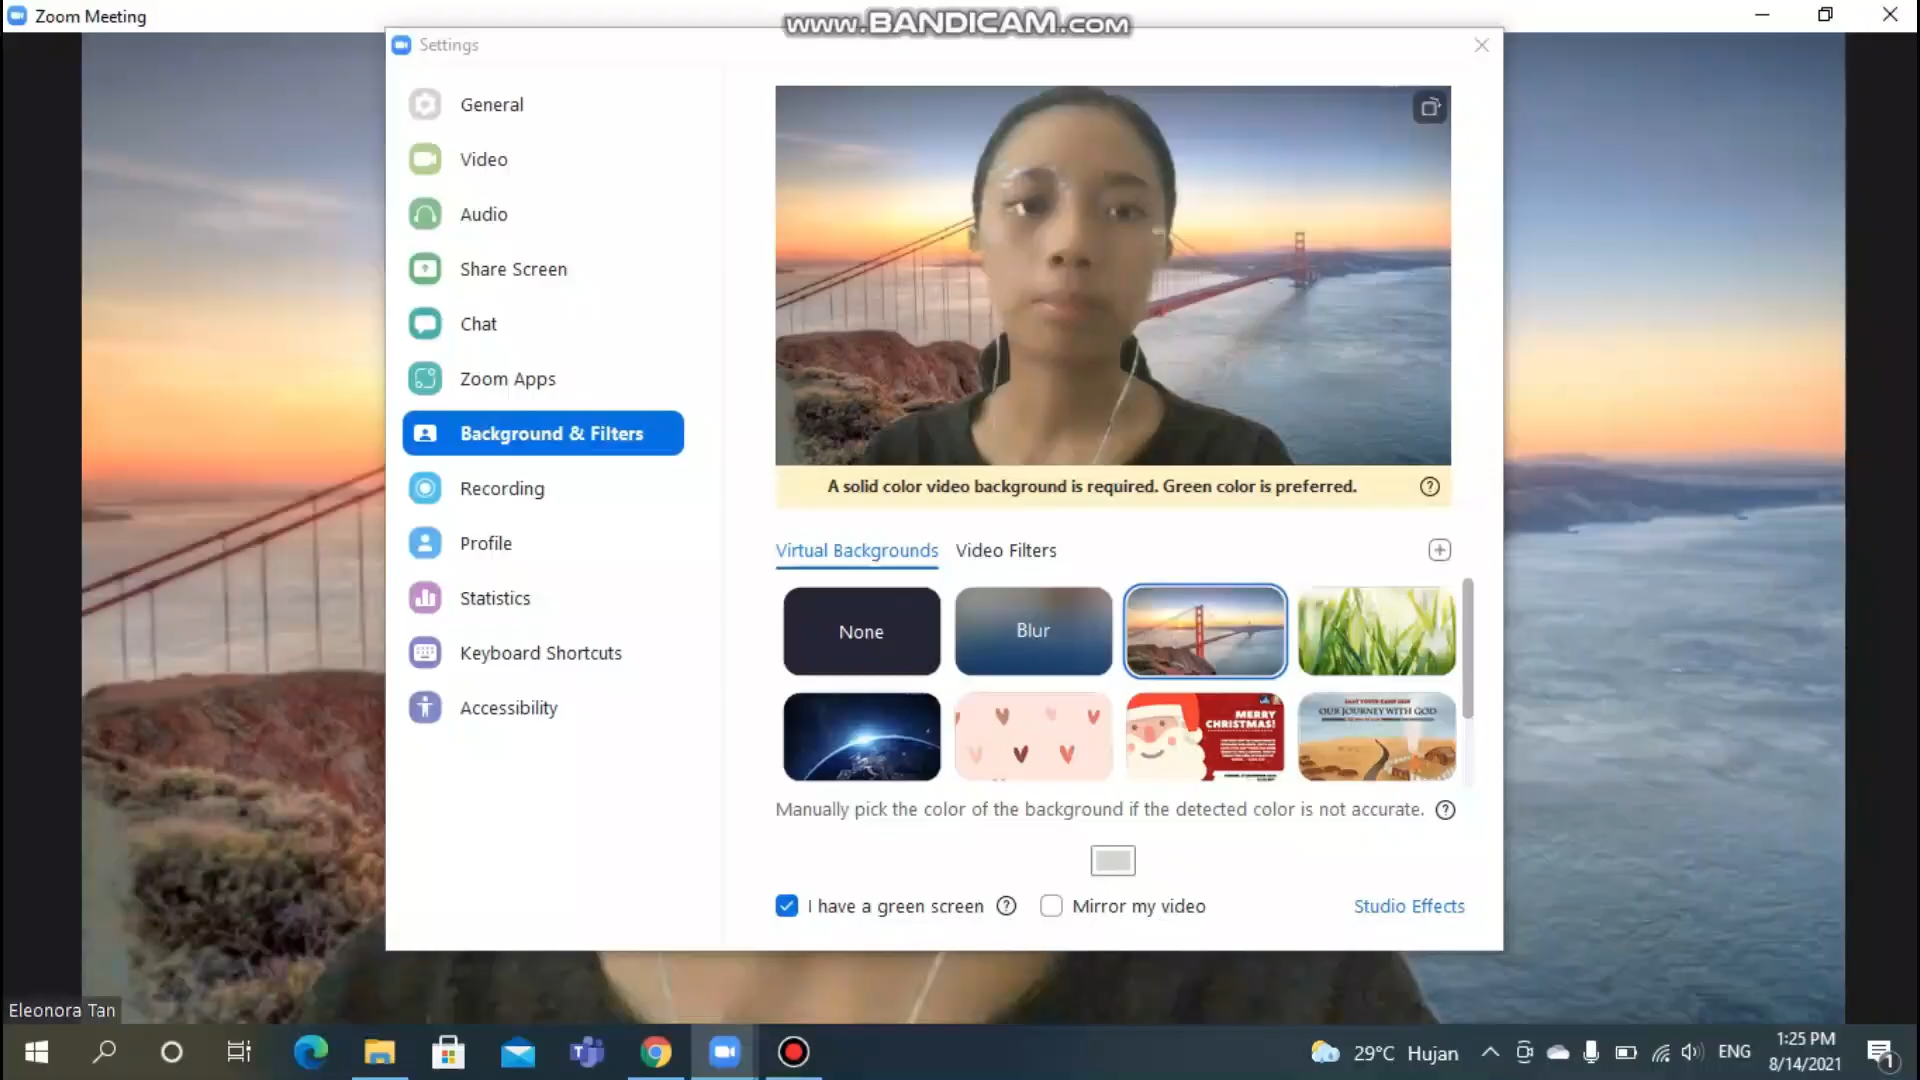 Zoom Meeting
www.BANDICAM.com
Settings
General
Video
Audio
Share Screen
Chat
Zoom Apps
Background & Filters
Recording
Profile
Statistics
Keyboard Shortcuts
Accessibility
A solid color video background is required. Green color is preferred.
Virtual Backgrounds
Video Filters
None
Blur
MERRY
CHRISTMAS!
OUR JOURNEY WITH GOD
Manually pick the color of the background if the detected color is not accurate.
I have a green screen
Mirror my video
Studio Effects
Eleonora Tan
29°C Hujan
ENG
1:25 PM
8/14/2021
1